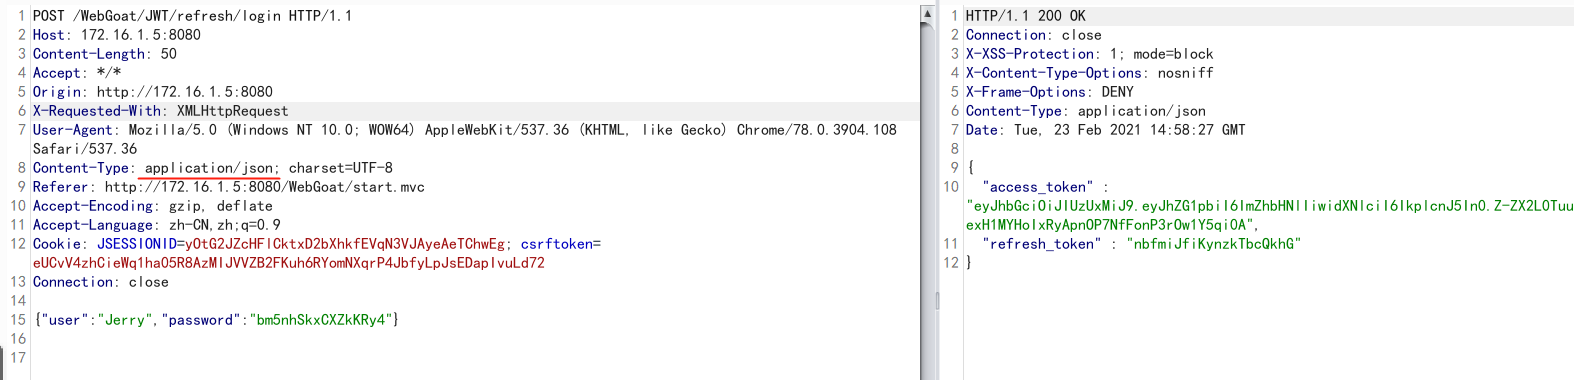 1 POST /WebGoat/JWT/refresh/login HTTP/1.1
2 Host: 172.16.1.5:8080
3 Content-Length: 50
4 Accept: */*
5 Origin: http://172.16.1.5:8080
6 X-Requested-With: XMLHttpRequest
7 User-Agent: Mozilla/5.0 (Windows NT 10.0; WOW64) AppleWebKit/537.36 (KHTML, like Gecko) Chrome/78.0.3904.108
Safari/537.36
8 Content-Type: application/json; charset=UTF-8
9 Referer: http://172.16.1.5:8080/WebGoat/start.mvc
10 Accept-Encoding: gzip, deflate
11 Accept-Language: zh-CN,zh;q=0.9
12 Cookie: JSESSIONID=yOtG2JZcHFlCktxD2bXhkfEVqN3VJAyeAeTChwEg; csrftoken=
eUCvV4zhCieWq1ha05R8AzMIJVVZB2FKuh6RYomNXqrP4JbfyLpJsEDapIvuLd72
13 Connection: close
14
15 {"user":"Jerry","password":"bm5nhSkxCXZkKRy4"}
16
17
1 HTTP/1.1 200 OK
2 Connection: close
3 X-XSS-Protection: 1; mode=block
4 X-Content-Type-Options: nosniff
5 X-Frame-Options: DENY
6 Content-Type: application/json
7 Date: Tue, 23 Feb 2021 14:58:27 GMT
8
9 {
10 "access_token" :
"eyJhbGciOiJIUzUxMiJ9.eyJhZG1pbiI6ImZhbHNlIiwidXNlciI6IkplcnJ5In0.Z-ZX2L0Tuu
exH1MYHoIxRyApnOP7NfFonP3rOw1Y5qiOA",
11 "refresh_token" : "nbfmiJfiKynzkTbcQkhG"
12 }